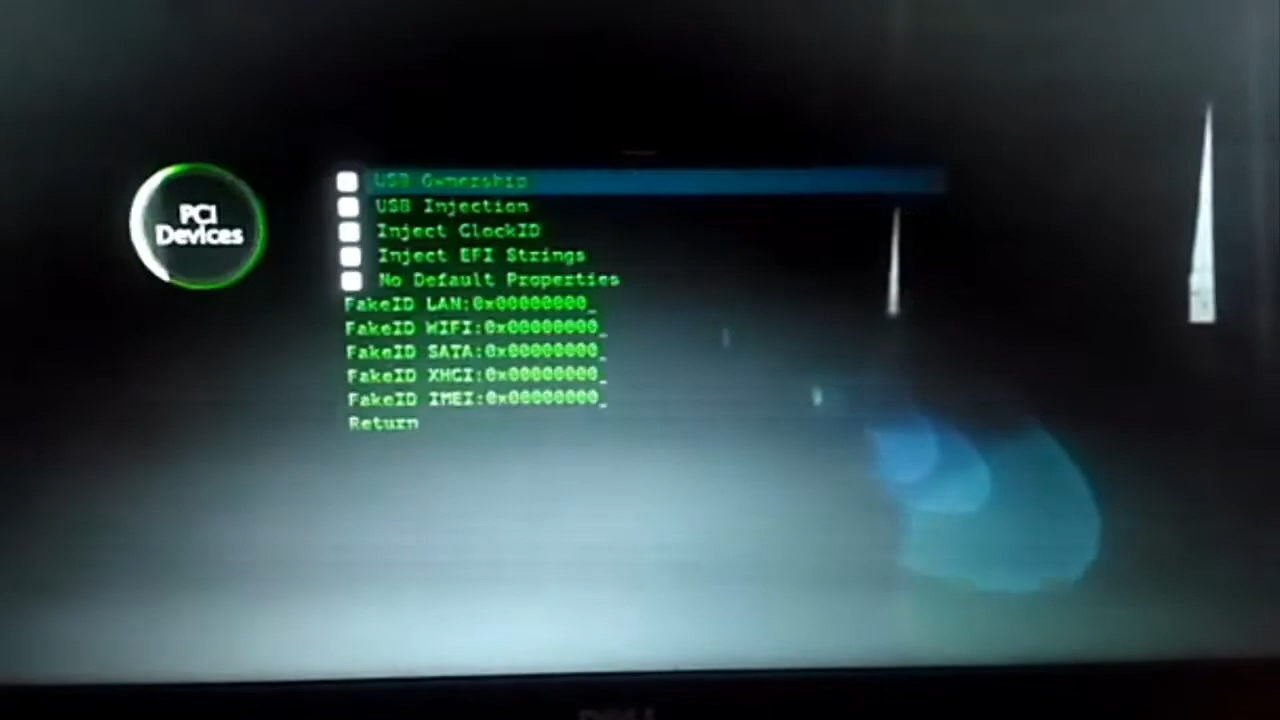 PCI
Devices
USB Ownership
USB Injection
Inject ClockID
Inject EFI Strings
No Default Properties
FakeID LAN:0x00000000_
FakeID WIFI:0x00000000_
FakeID SATA:0x00000000_
FakeID XHCI:0x00000000_
FakeID IMEI:0x00000000_
Return
DELL